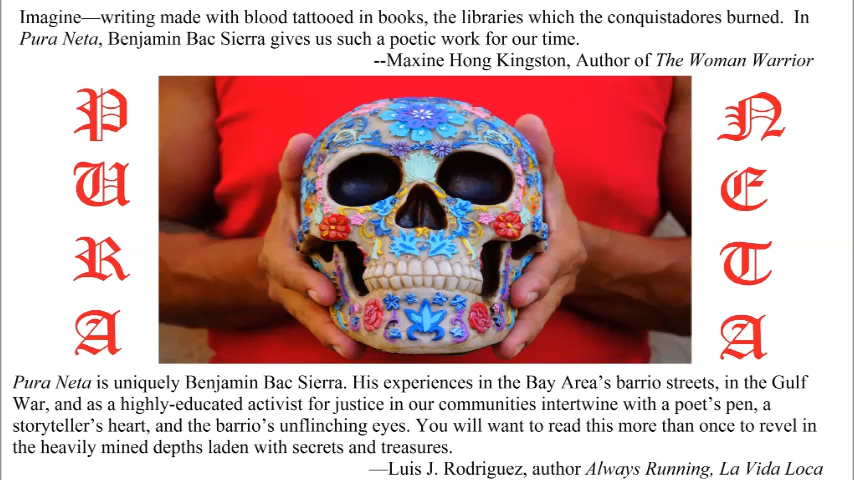 Imagine—writing made with blood tattooed in books, the libraries which the conquistadores burned.  In
Pura Neta, Benjamin Bac Sierra gives us such a poetic work for our time.
--Maxine Hong Kingston, Author of The Woman Warrior
PURA
NETA
Pura Neta is uniquely Benjamin Bac Sierra. His experiences in the Bay Area's barrio streets, in the Gulf
War, and as a highly-educated activist for justice in our communities intertwine with a poet's pen, a
storyteller's heart, and the barrio's unflinching eyes. You will want to read this more than once to revel in
the heavily mined depths laden with secrets and treasures.
—Luis J. Rodriguez, author Always Running, La Vida Loca